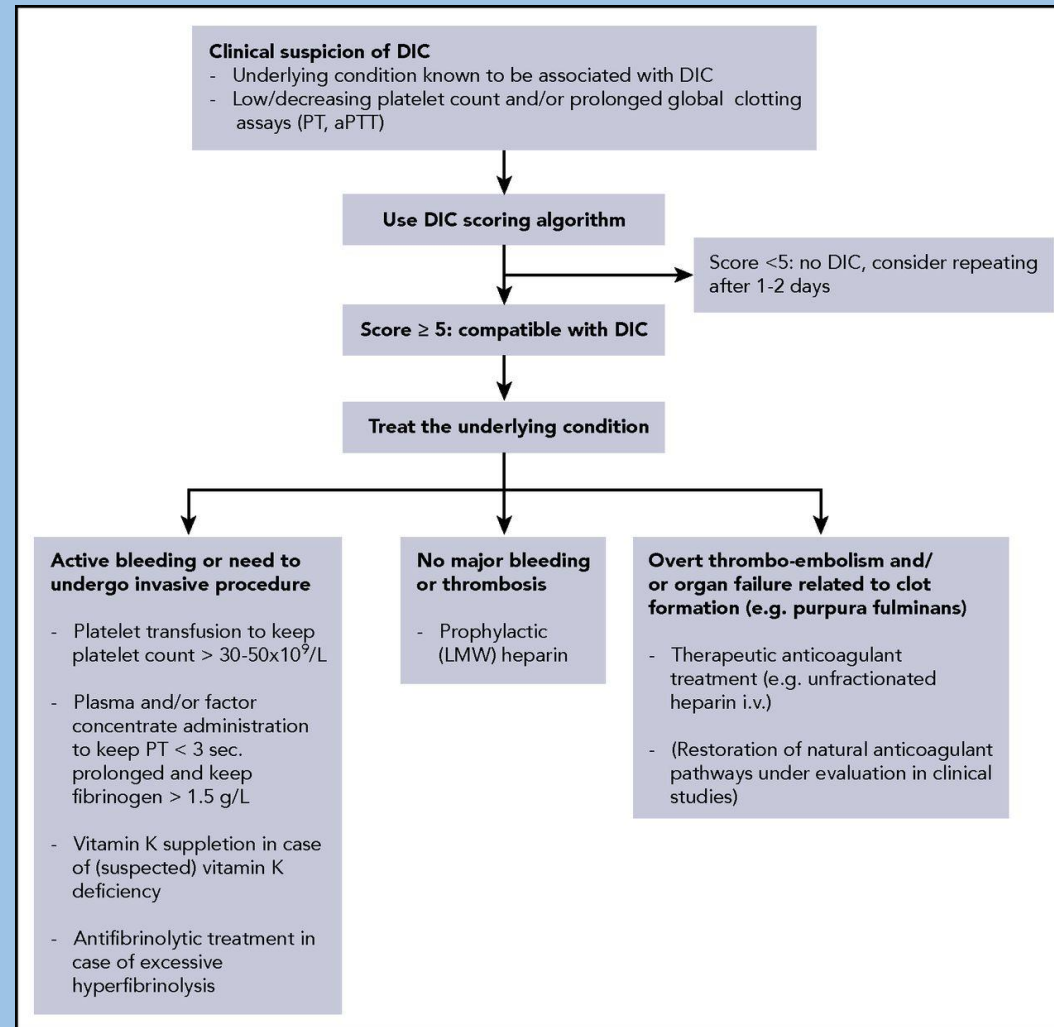 Clinical suspicion of DIC
- Underlying condition known to be associated with DIC
- Low/decreasing platelet count and/or prolonged global clotting
assays (PT, aPTT)
Use DIC scoring algorithm
Score <5: no DIC, consider repeating
after 1-2 days
Score ≥ 5: compatible with DIC
Treat the underlying condition
Active bleeding or need to
undergo invasive procedure
- Platelet transfusion to keep
platelet count > 30-50x10⁹/L
- Plasma and/or factor
concentrate administration
to keep PT < 3 sec.
prolonged and keep
fibrinogen > 1.5 g/L
- Vitamin K suppletion in case
of (suspected) vitamin K
deficiency
- Antifibrinolytic treatment in
case of excessive
hyperfibrinolysis
No major bleeding
or thrombosis
- Prophylactic
(LMW) heparin
Overt thrombo-embolism and/
or organ failure related to clot
formation (e.g. purpura fulminans)
- Therapeutic anticoagulant
treatment (e.g. unfractionated
heparin i.v.)
- (Restoration of natural anticoagulant
pathways under evaluation in clinical
studies)